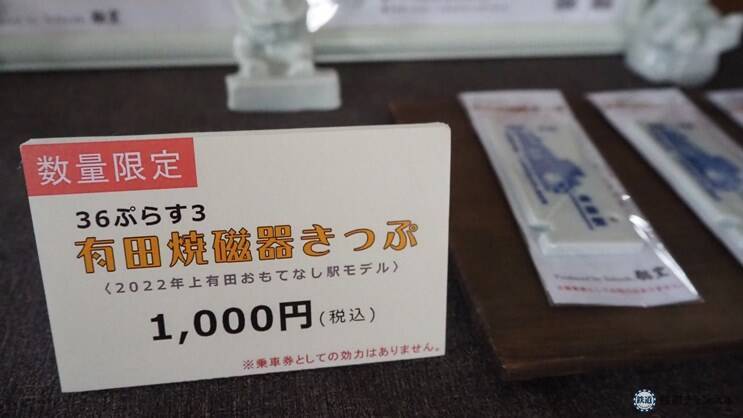 数量限定
36ぷらす3
有田焼磁器きっぷ
〈2022年上有田おもてなし駅モデル〉
1,000円(税込)
※乗車券としての効力はありません。